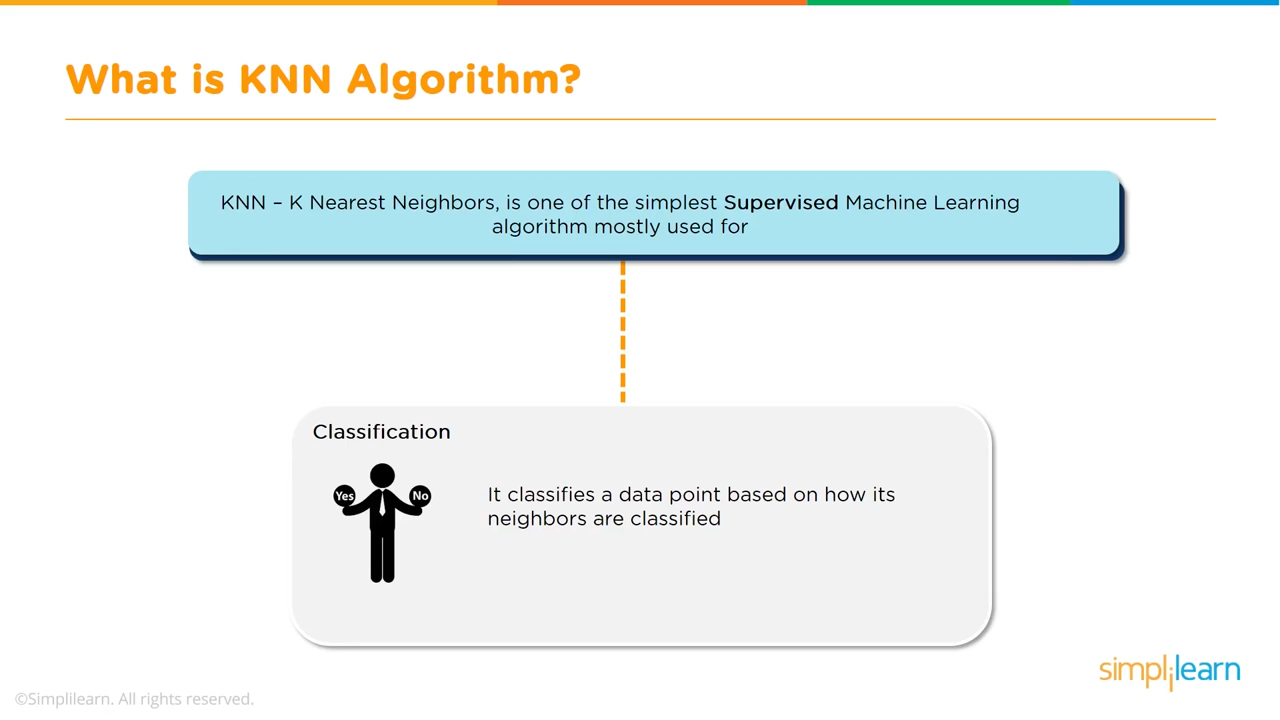 What is KNN Algorithm?
KNN – K Nearest Neighbors, is one of the simplest Supervised Machine Learning
algorithm mostly used for
Classification
Yes No
It classifies a data point based on how its
neighbors are classified
simplilearn
©Simplilearn. All rights reserved.